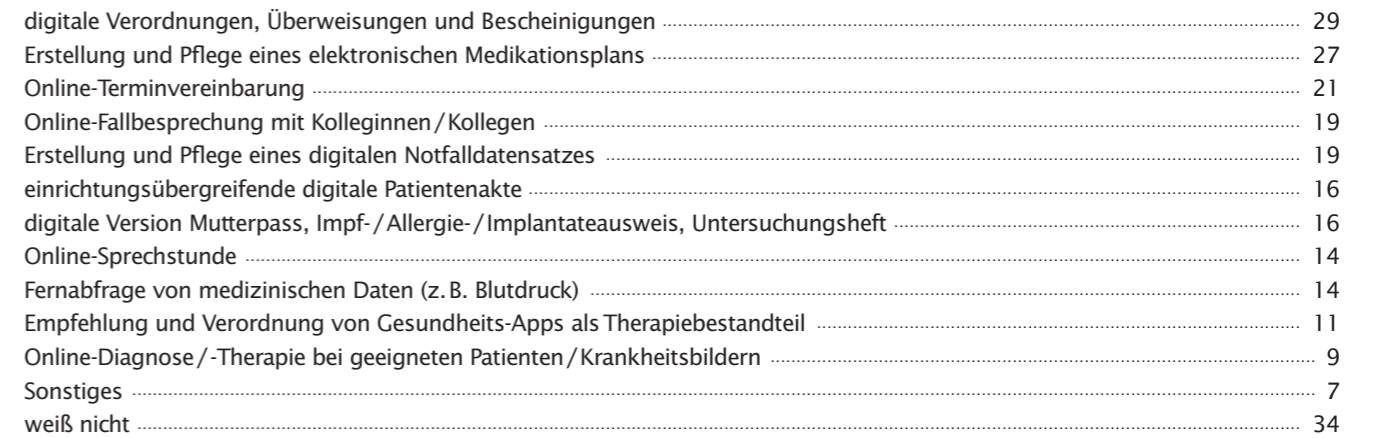 digitale Verordnungen, Überweisungen und Bescheinigungen 29
Erstellung und Pflege eines elektronischen Medikationsplans 27
Online-Terminvereinbarung 21
Online-Fallbesprechung mit Kolleginnen/Kollegen 19
Erstellung und Pflege eines digitalen Notfalldatensatzes 19
einrichtungsübergreifende digitale Patientenakte 16
digitale Version Mutterpass, Impf-/Allergie-/Implantateausweis, Untersuchungsheft 16
Online-Sprechstunde 14
Fernabfrage von medizinischen Daten (z. B. Blutdruck) 14
Empfehlung und Verordnung von Gesundheits-Apps als Therapiebestandteil 11
Online-Diagnose/-Therapie bei geeigneten Patienten/Krankheitsbildern 9
Sonstiges 7
weiß nicht 34